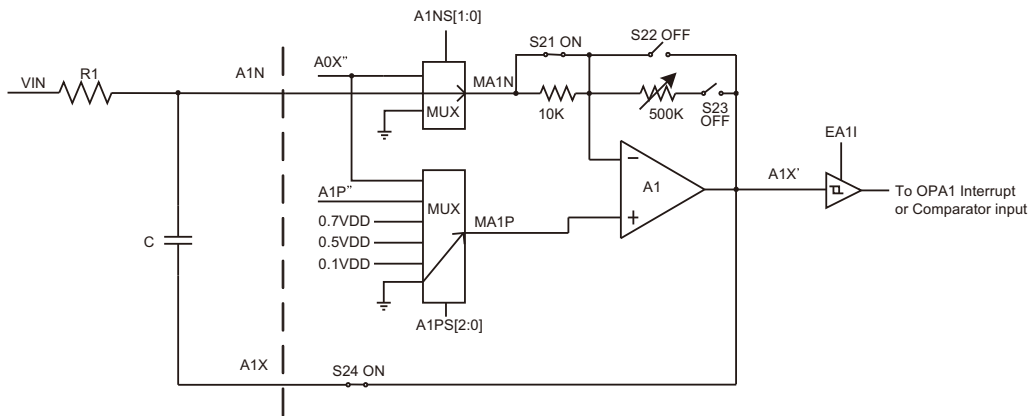 A1NS[1:0]
S21 ON
S22 OFF
VIN
R1
A1N
A0X"
MA1N
MUX
10K
500K
S23
OFF
EA1I
A1
A1X'
To OPA1 Interrupt
or Comparator input
A1P"
MUX
0.7VDD
0.5VDD
0.1VDD
MA1P
C
A1PS[2:0]
A1X
S24 ON